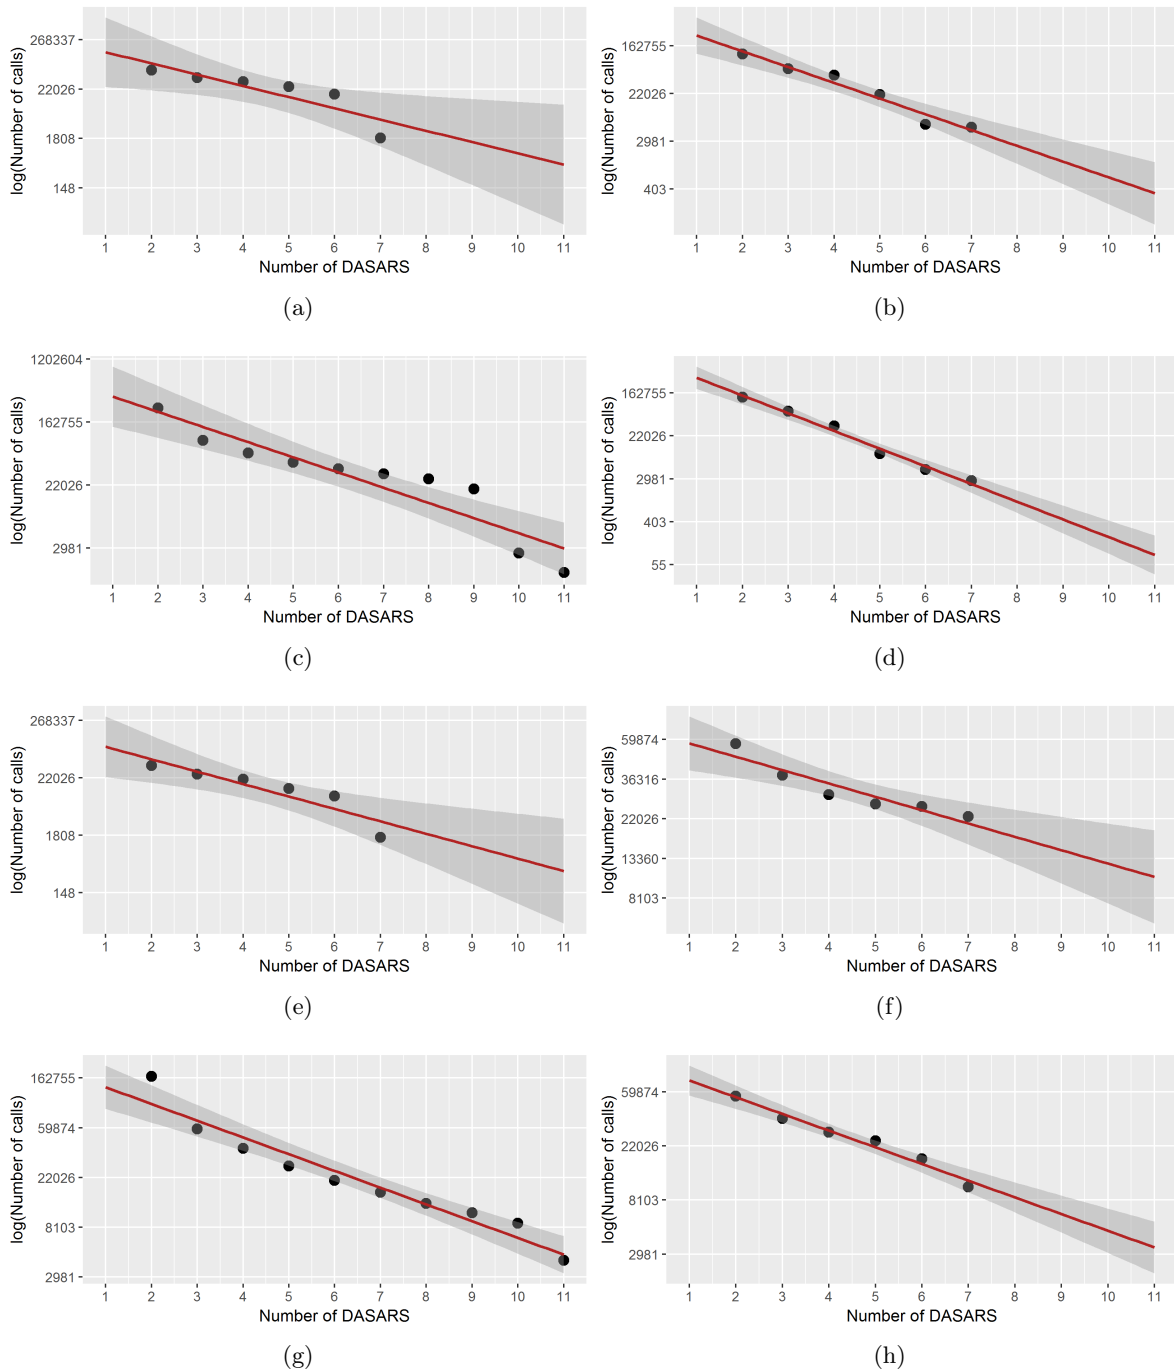 log(Number of calls)
268337
22026
1808
148
1 2 3 4 5 6 7 8 9 10 11
Number of DASARS
(a)
log(Number of calls)
162755
22026
2981
403
1 2 3 4 5 6 7 8 9 10 11
Number of DASARS
(b)
log(Number of calls)
1202604
162755
22026
2981
1 2 3 4 5 6 7 8 9 10 11
Number of DASARS
(c)
log(Number of calls)
162755
22026
2981
403
55
1 2 3 4 5 6 7 8 9 10 11
Number of DASARS
(d)
log(Number of calls)
268337
22026
1808
148
1 2 3 4 5 6 7 8 9 10 11
Number of DASARS
(e)
log(Number of calls)
59874
36316
22026
13360
8103
1 2 3 4 5 6 7 8 9 10 11
Number of DASARS
(f)
log(Number of calls)
162755
59874
22026
8103
2981
1 2 3 4 5 6 7 8 9 10 11
Number of DASARS
(g)
log(Number of calls)
59874
22026
8103
2981
1 2 3 4 5 6 7 8 9 10 11
Number of DASARS
(h)